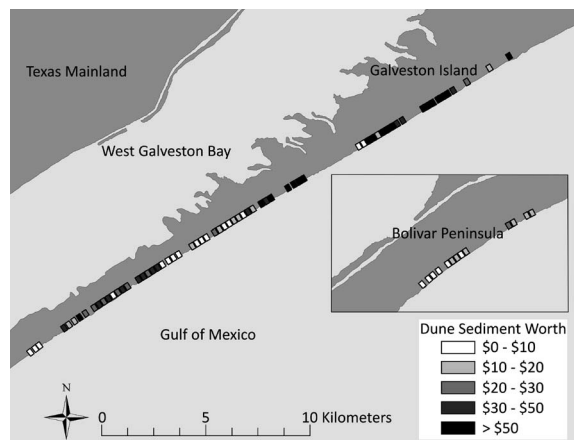 Texas Mainland
Galveston Island
West Galveston Bay
Bolivar Peninsula
Gulf of Mexico
Dune Sediment Worth
$0 - $10
$10 - $20
$20 - $30
$30 - $50
> $50
N
0 5 10 Kilometers